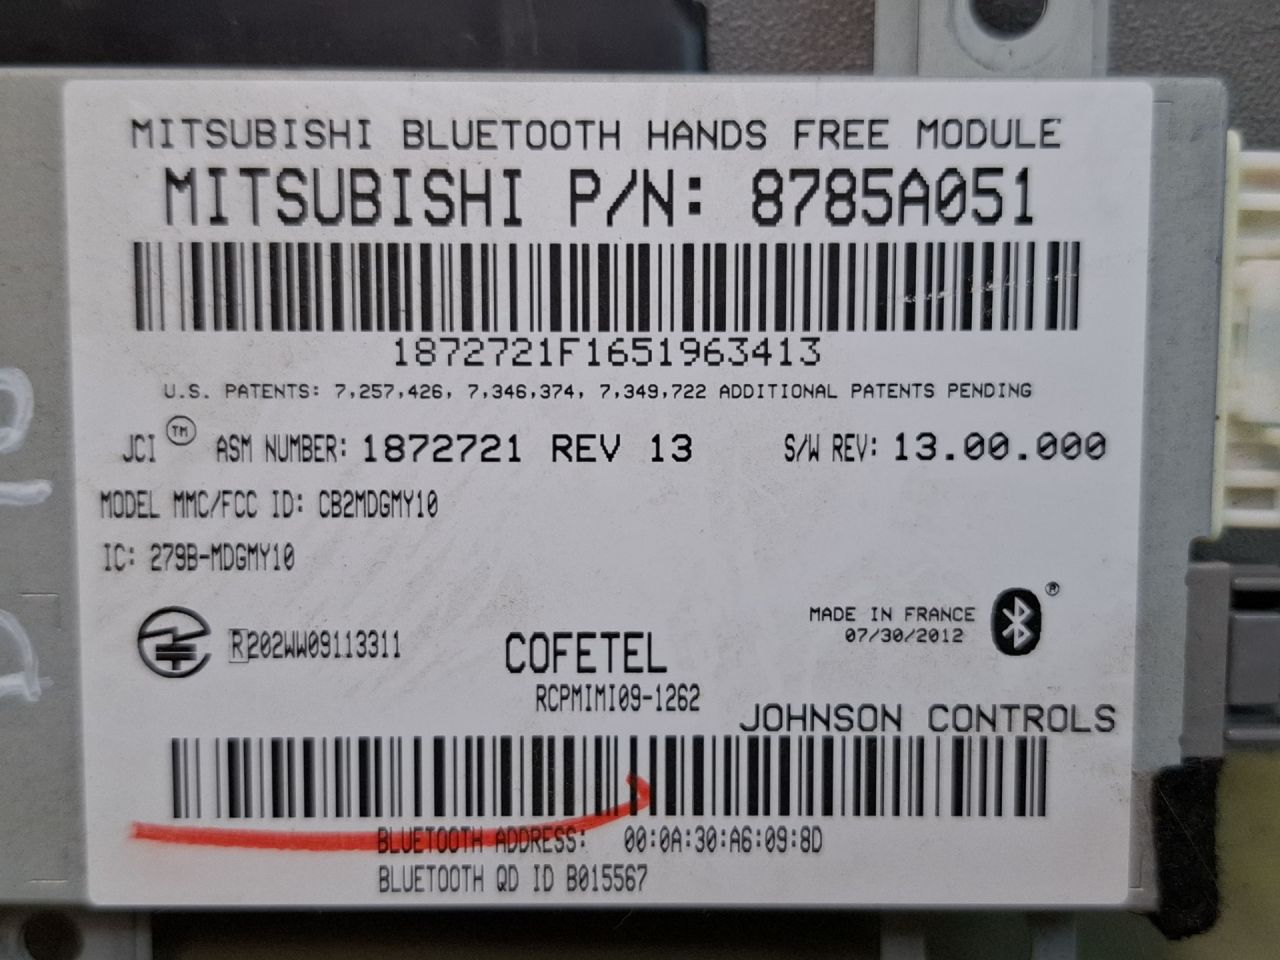 MITSUBISHI BLUETOOTH HANDS FREE MODULE
MITSUBISHI P/N: 8785A051
1872721F1651963413
U.S. PATENTS: 7,257,426, 7,346,374, 7,349,722 ADDITIONAL PATENTS PENDING
JCI ™ ASM NUMBER: 1872721 REV 13 S/W REV: 13.00.000
MODEL MMC/FCC ID: CB2MDGMY10
IC: 279B-MDGMY10
MADE IN FRANCE ®
07/30/2012
R 202WW09113311
COFETEL
RCPMIMI09-1262
JOHNSON CONTROLS
BLUETOOTH ADDRESS: 00:0A:30:A6:09:8D
BLUETOOTH QD ID B015567